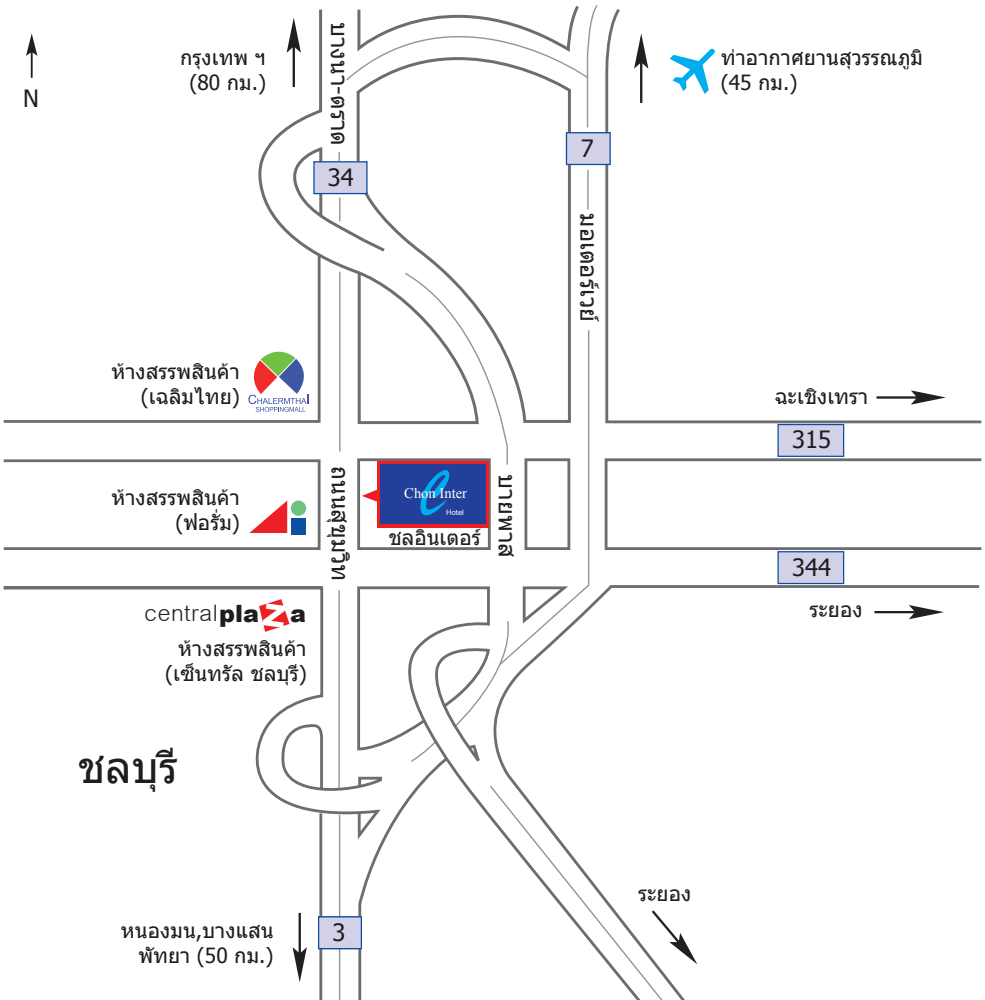 N
กรุงเทพ ฯ
(80 กม.)
บางนา-ตราด
ท่าอากาศยานสุวรรณภูมิ
(45 กม.)
34
7
มอเตอร์เวย์
ห้างสรรพสินค้า
(เฉลิมไทย)
CHALERMTHAI
SHOPPINGMALL
ฉะเชิงเทรา
315
ห้างสรรพสินค้า
(ฟอรั่ม)
ถนนสุขุมวิท
Chon Inter
Hotel
ชลอินเตอร์
บายพาส
344
ระยอง
centralplaza
ห้างสรรพสินค้า
(เซ็นทรัล ชลบุรี)
ชลบุรี
ระยอง
หนองมน,บางแสน
พัทยา (50 กม.)
3